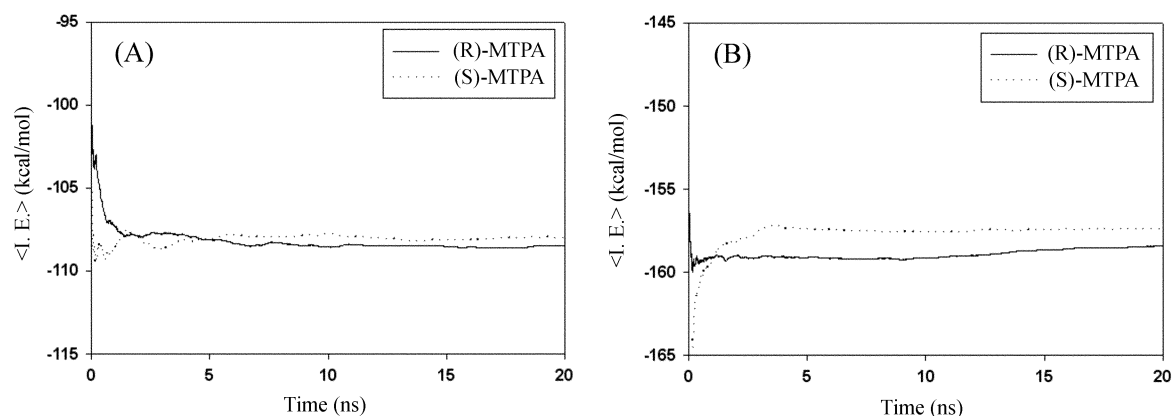 -95
-100
-105
-110
-115
<I. E.> (kcal/mol)
(A)
(R)-MTPA
(S)-MTPA
0
5
10
15
20
Time (ns)
-145
-150
-155
-160
-165
<I. E.> (kcal/mol)
(B)
(R)-MTPA
(S)-MTPA
0
5
10
15
20
Time (ns)